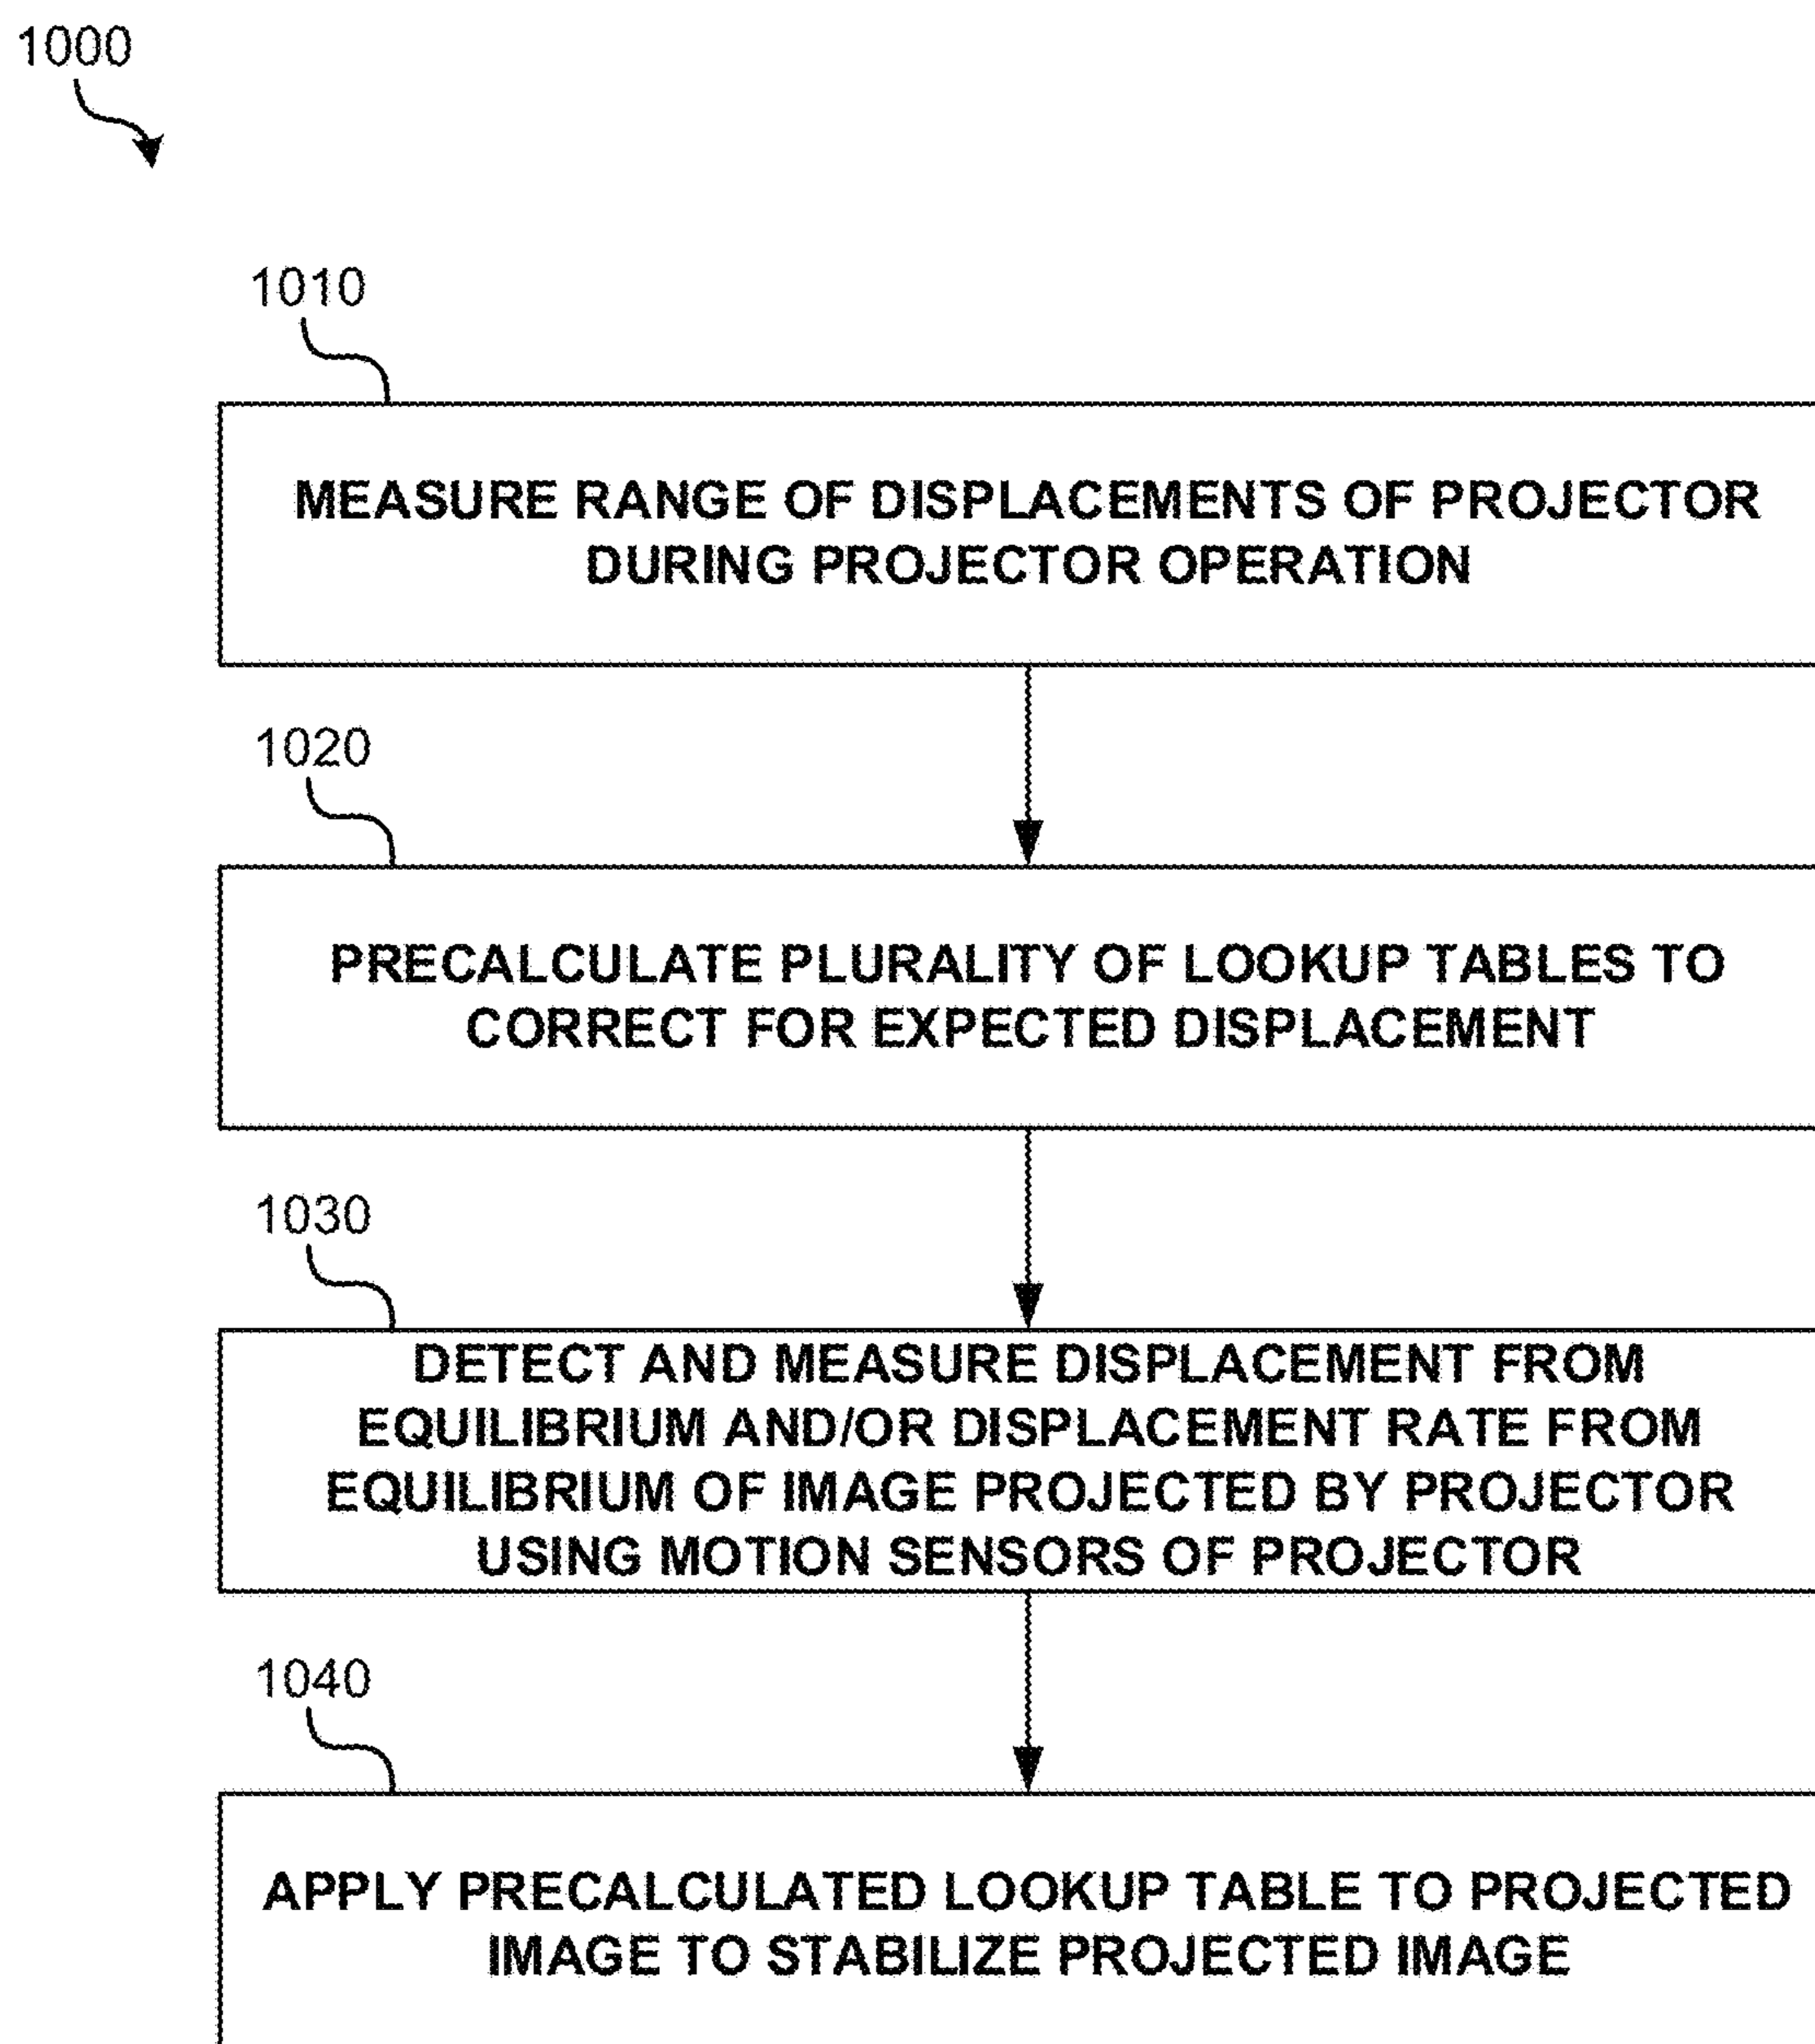 1000
1010
MEASURE RANGE OF DISPLACEMENTS OF PROJECTOR
DURING PROJECTOR OPERATION
1020
PRECALCULATE PLURALITY OF LOOKUP TABLES TO
CORRECT FOR EXPECTED DISPLACEMENT
1030
DETECT AND MEASURE DISPLACEMENT FROM
EQUILIBRIUM AND/OR DISPLACEMENT RATE FROM
EQUILIBRIUM OF IMAGE PROJECTED BY PROJECTOR
USING MOTION SENSORS OF PROJECTOR
1040
APPLY PRECALCULATED LOOKUP TABLE TO PROJECTED
IMAGE TO STABILIZE PROJECTED IMAGE